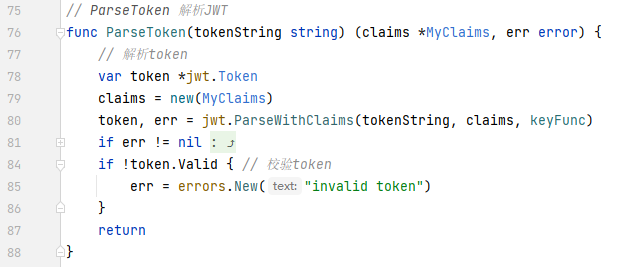 75 // ParseToken 解析JWT
76 func ParseToken(tokenString string) (claims *MyClaims, err error) {
77 // 解析token
78 var token *jwt.Token
79 claims = new(MyClaims)
80 token, err = jwt.ParseWithClaims(tokenString, claims, keyFunc)
81 if err != nil : ⤴
84 if !token.Valid { // 校验token
85 err = errors.New( text: "invalid token")
86 }
87 return
88 }